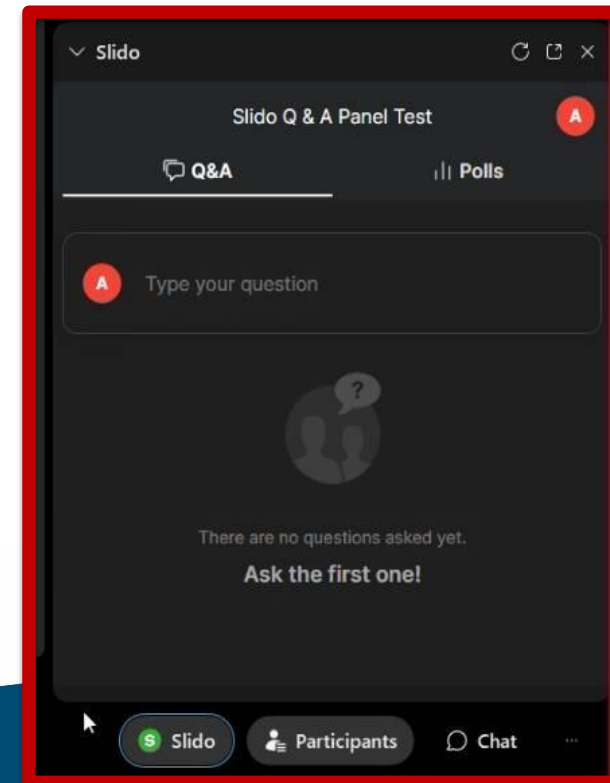 Slido
Slido Q & A Panel Test
A
Q&A
Polls
A
Type your question
?
There are no questions asked yet.
Ask the first one!
S
Slido
Participants
Chat
...